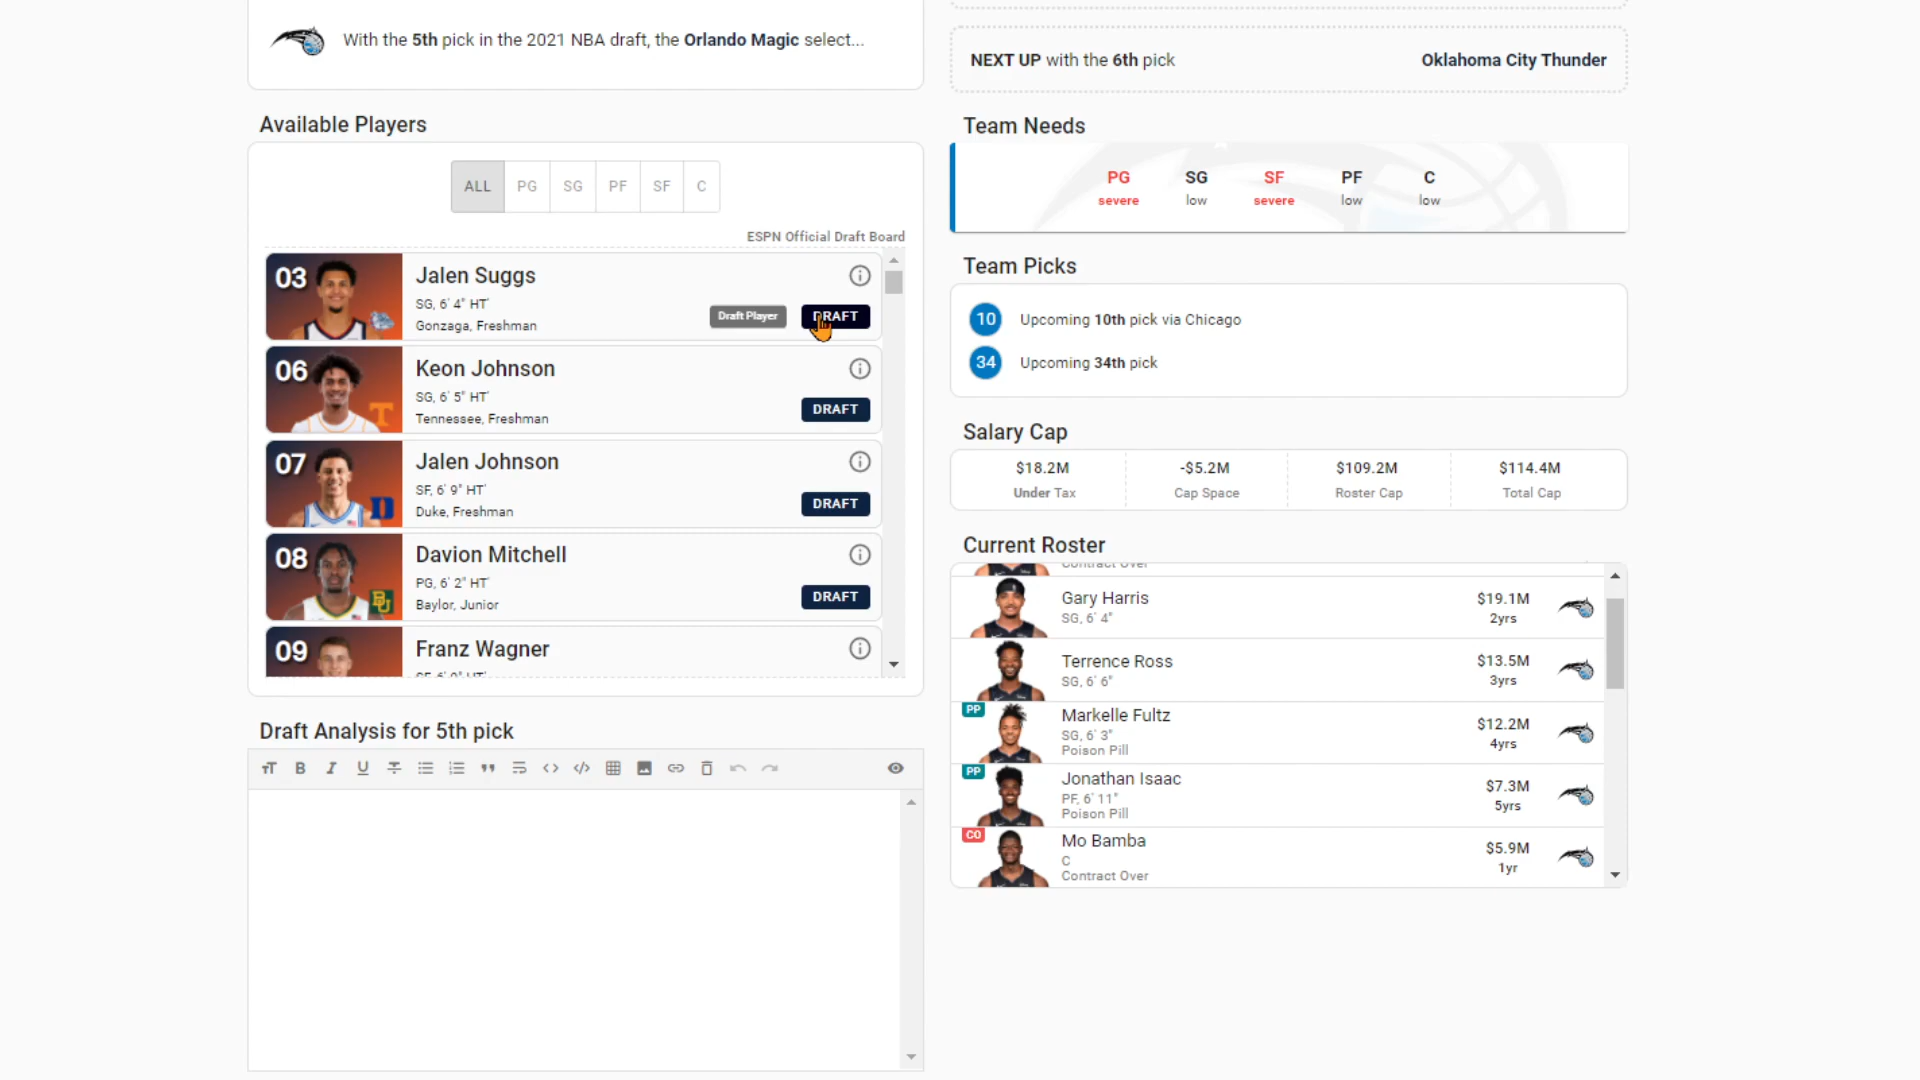 With the 5th pick in the 2021 NBA draft, the Orlando Magic select...
NEXT UP with the 6th pick
Oklahoma City Thunder
Available Players
ALL
PG
SG
PF
SF
C
ESPN Official Draft Board
03
Jalen Suggs
SG, 6' 4" HT'
Gonzaga, Freshman
Draft Player
DRAFT
06
Keon Johnson
SG, 6' 5" HT'
Tennessee, Freshman
DRAFT
07
Jalen Johnson
SF, 6' 9" HT'
Duke, Freshman
DRAFT
08
Davion Mitchell
PG, 6' 2" HT'
Baylor, Junior
DRAFT
09
Franz Wagner
Draft Analysis for 5th pick
Team Needs
PG
severe
SG
low
SF
severe
PF
low
C
low
Team Picks
10
Upcoming 10th pick via Chicago
34
Upcoming 34th pick
Salary Cap
$18.2M
Under Tax
-$5.2M
Cap Space
$109.2M
Roster Cap
$114.4M
Total Cap
Current Roster
Contract Over
Gary Harris
SG, 6' 4"
$19.1M
2yrs
Terrence Ross
SG, 6' 6"
$13.5M
3yrs
PP
Markelle Fultz
SG, 6' 3"
Poison Pill
$12.2M
4yrs
PP
Jonathan Isaac
PF, 6' 11"
Poison Pill
$7.3M
5yrs
CO
Mo Bamba
C
Contract Over
$5.9M
1yr